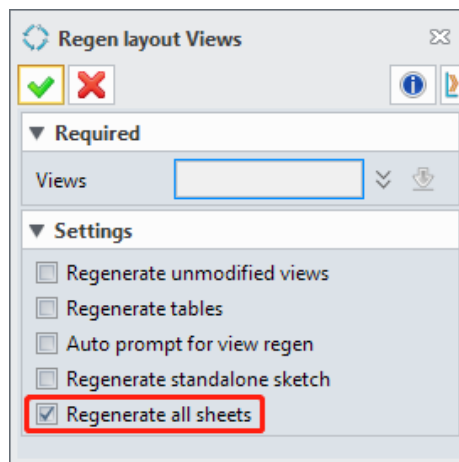 Regen layout Views
Required
Views
Settings
Regenerate unmodified views
Regenerate tables
Auto prompt for view regen
Regenerate standalone sketch
Regenerate all sheets